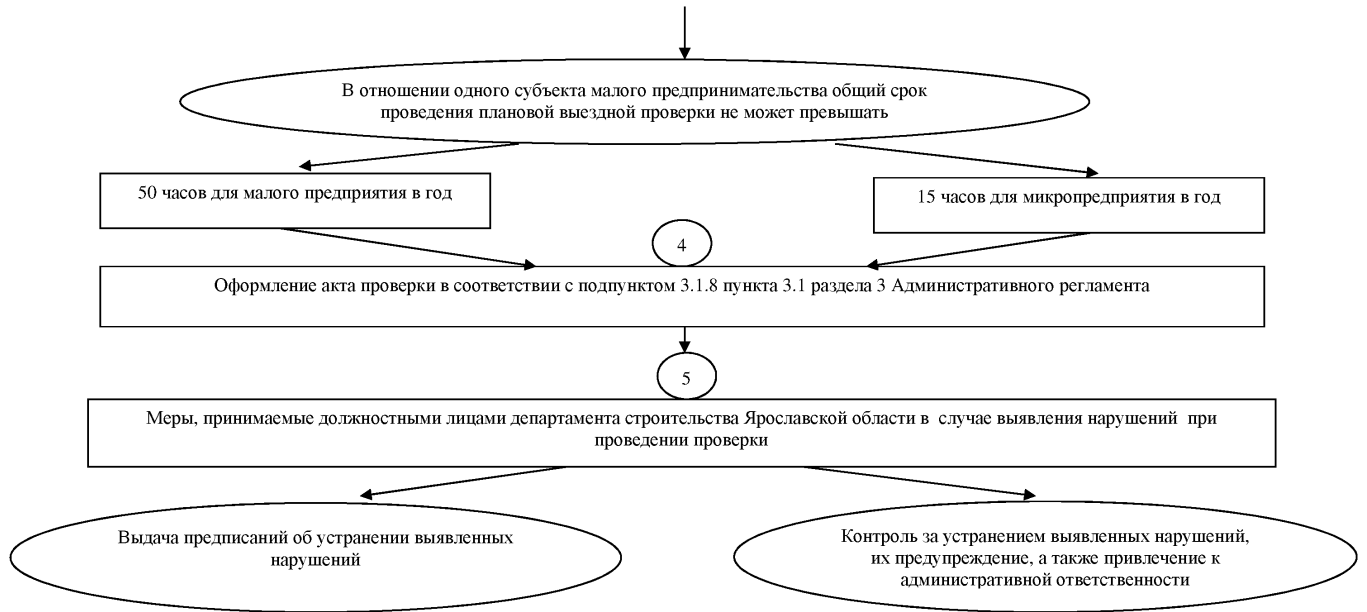 В отношении одного субъекта малого предпринимательства общий срок
проведения плановой выездной проверки не может превышать
50 часов для малого предприятия в год
15 часов для микропредприятия в год
4
Оформление акта проверки в соответствии с подпунктом 3.1.8 пункта 3.1 раздела 3 Административного регламента
5
Меры, принимаемые должностными лицами департамента строительства Ярославской области в случае выявления нарушений при
проведении проверки
Выдача предписаний об устранении выявленных
нарушений
Контроль за устранением выявленных нарушений,
их предупреждение, а также привлечение к
административной ответственности